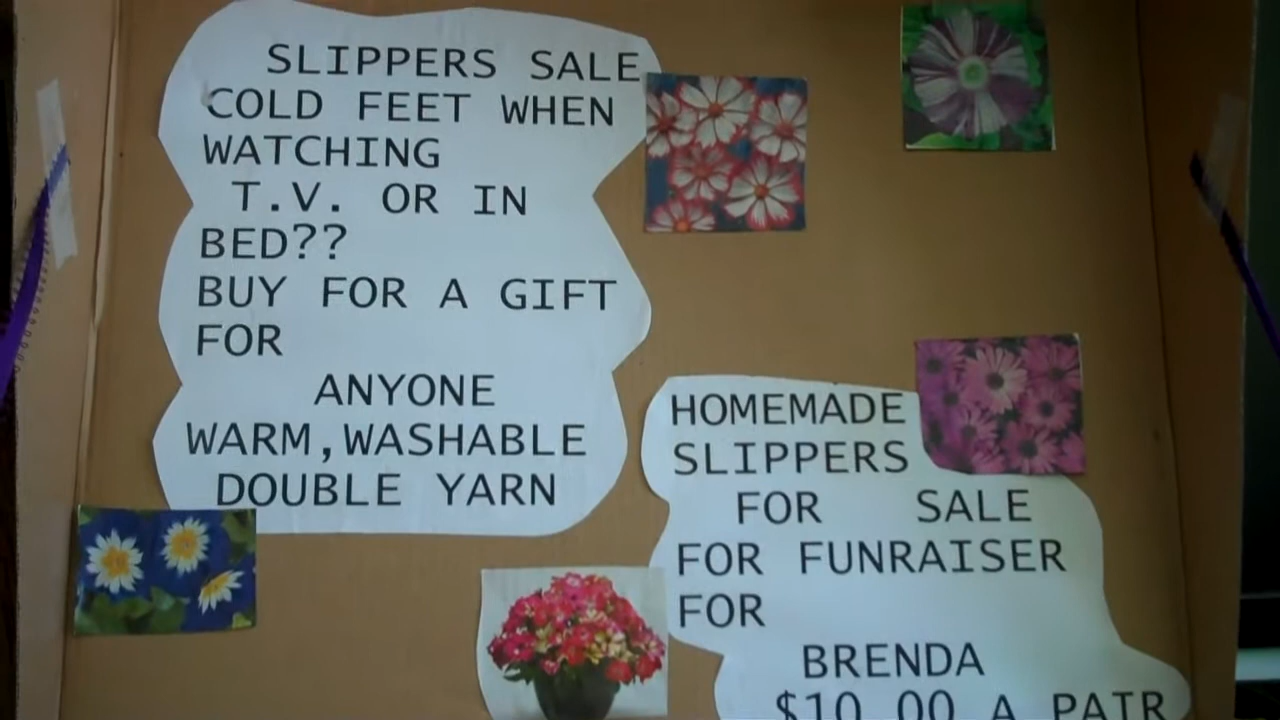 SLIPPERS SALE
COLD FEET WHEN
WATCHING
T.V. OR IN
BED??
BUY FOR A GIFT
FOR
ANYONE
WARM,WASHABLE
DOUBLE YARN
HOMEMADE
SLIPPERS
FOR SALE
FOR FUNRAISER
FOR
BRENDA
$10.00 A PAIR